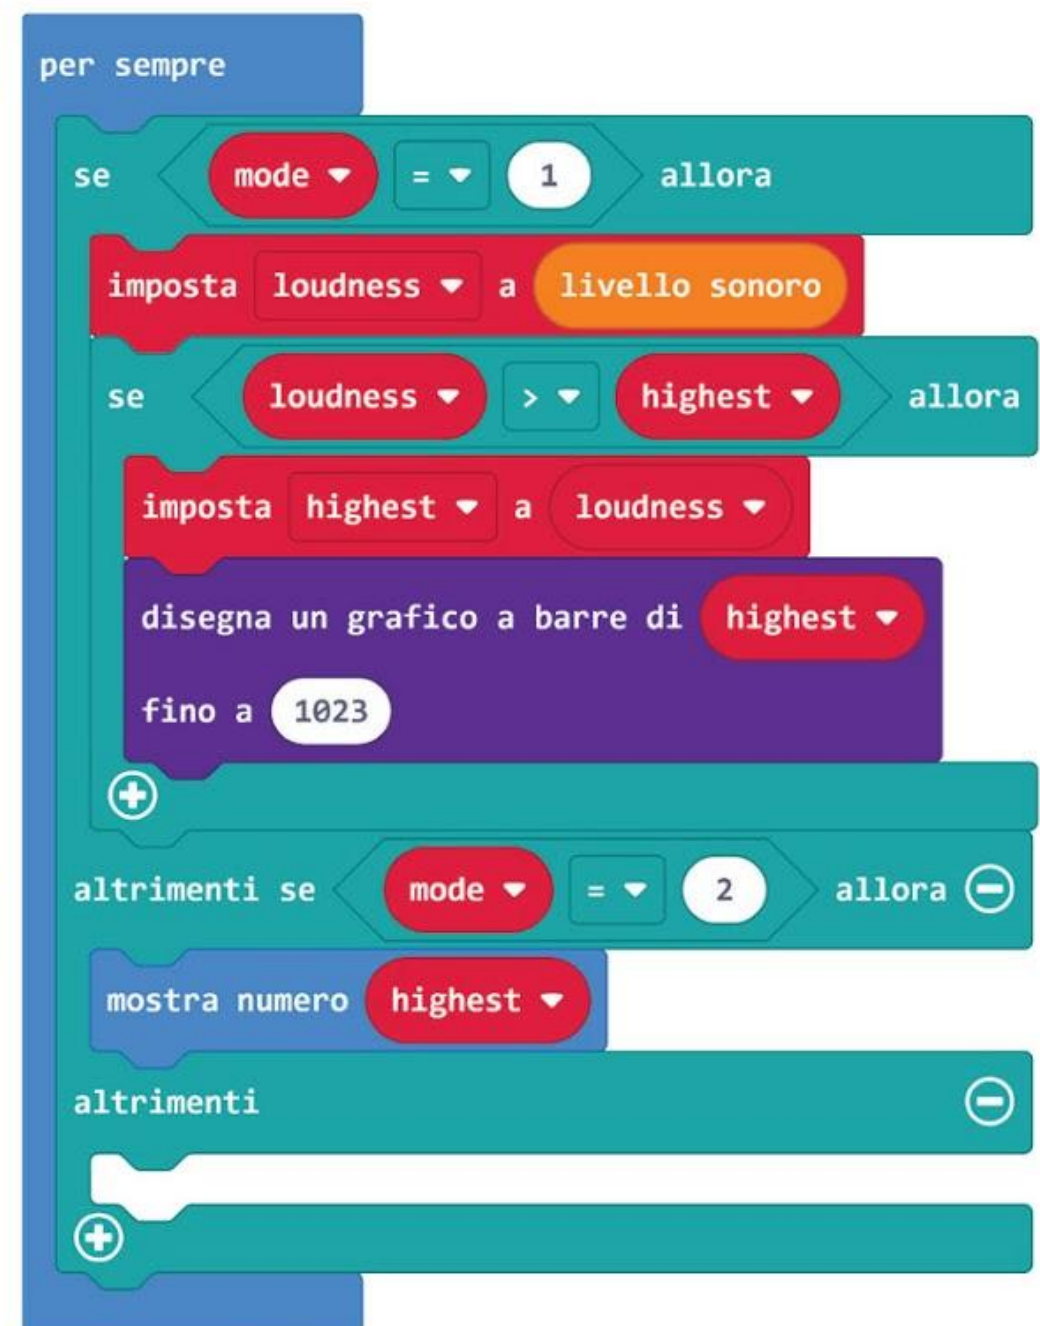 per sempre
se mode = 1 allora
imposta loudness a livello sonoro
se loudness > highest allora
imposta highest a loudness
disegna un grafico a barre di highest
fino a 1023
altrimenti se mode = 2 allora
mostra numero highest
altrimenti